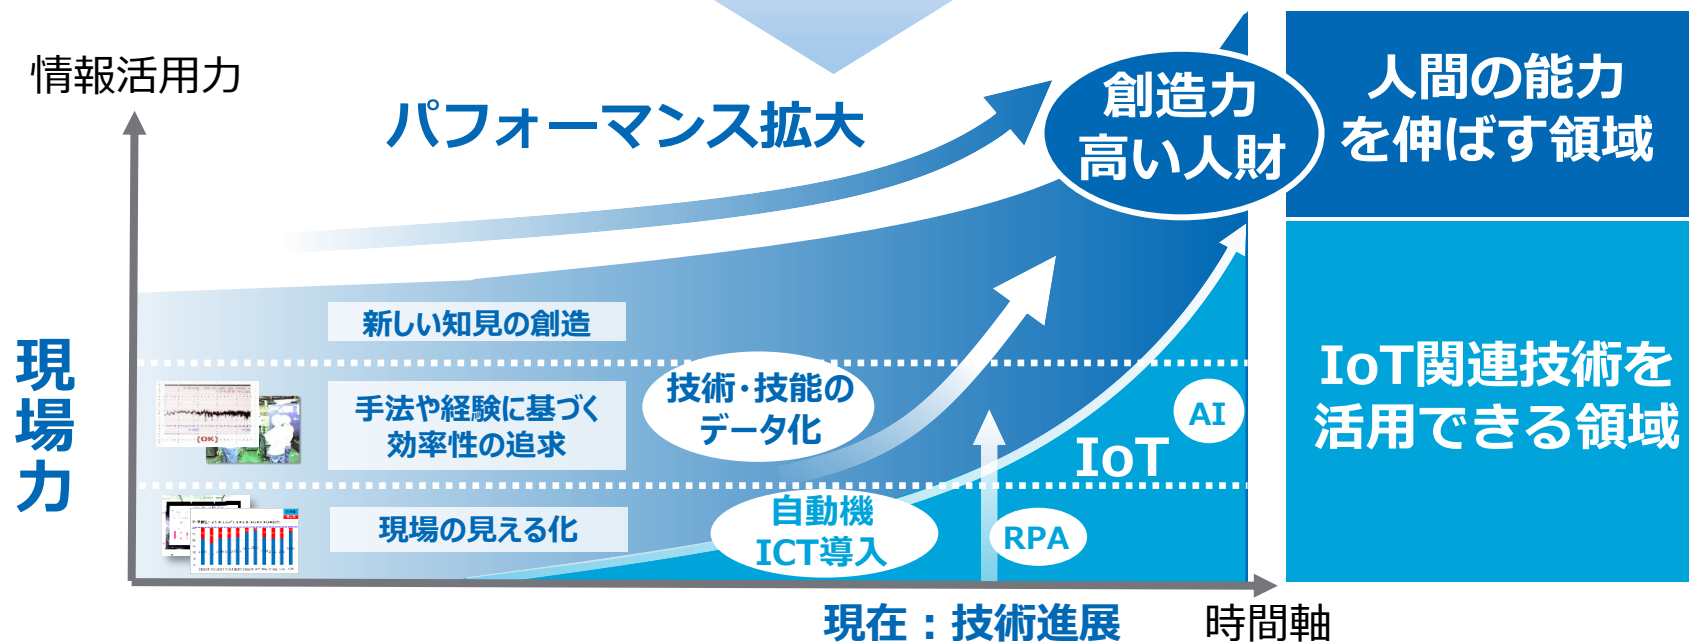 情報活用力
パフォーマンス拡大
創造力
高い人財
人間の能力
を伸ばす領域
現場力
新しい知見の創造
手法や経験に基づく
効率性の追求
技術・技能の
データ化
IoT
AI
IoT関連技術を
活用できる領域
(OK)
現場の見える化
自動機
ICT導入
RPA
現在：技術進展
時間軸